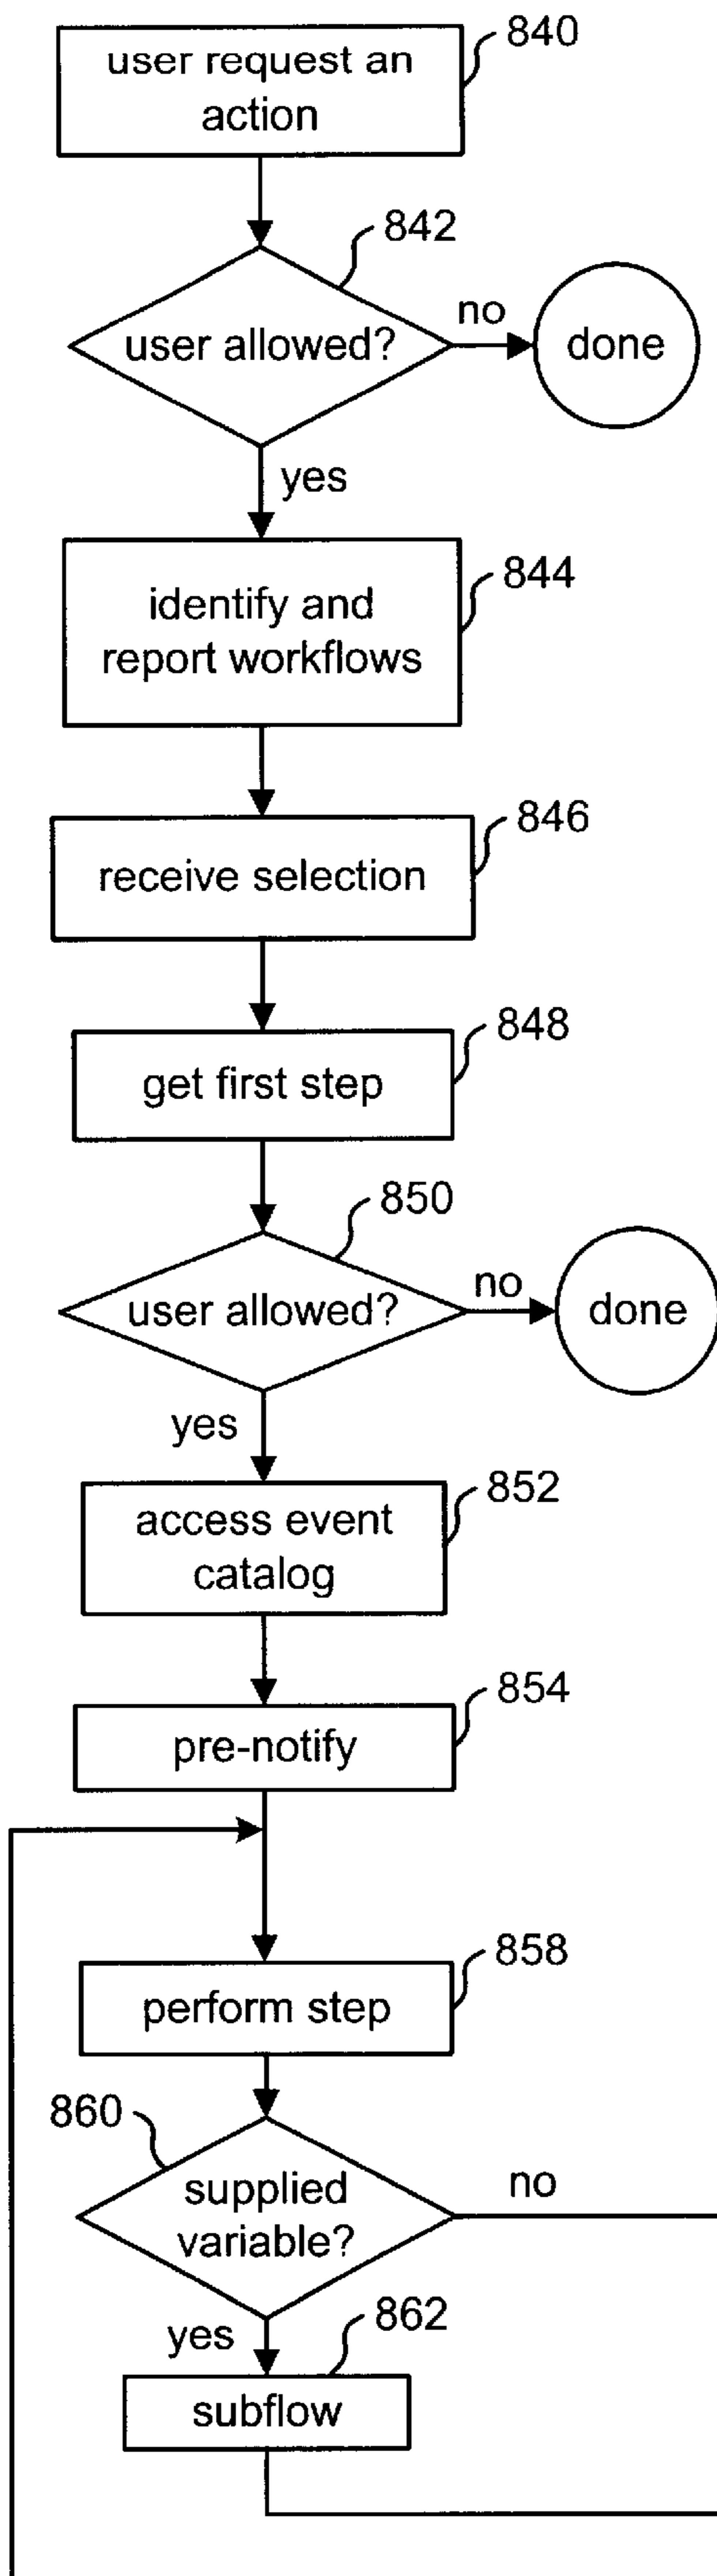 user request an
action
840
842
user allowed?
no
done
yes
identify and
report workflows
844
receive selection
846
get first step
848
850
user allowed?
no
done
yes
access event
catalog
852
pre-notify
854
perform step
858
860
supplied
variable?
no
yes
862
subflow